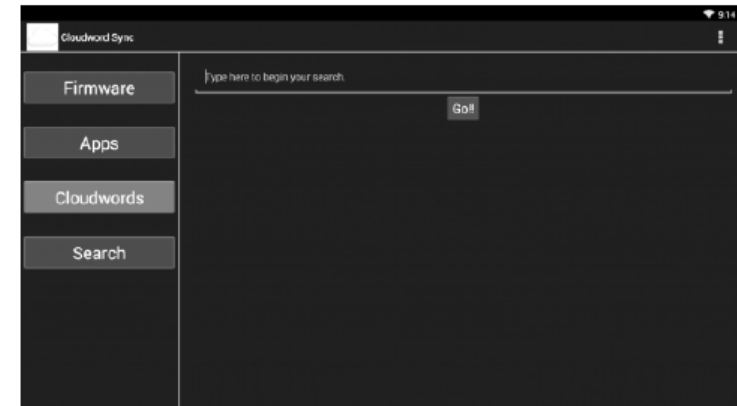 9:14
Cloudword Sync
Firmware
Apps
Cloudwords
Search
Type here to begin your search.
Go!!